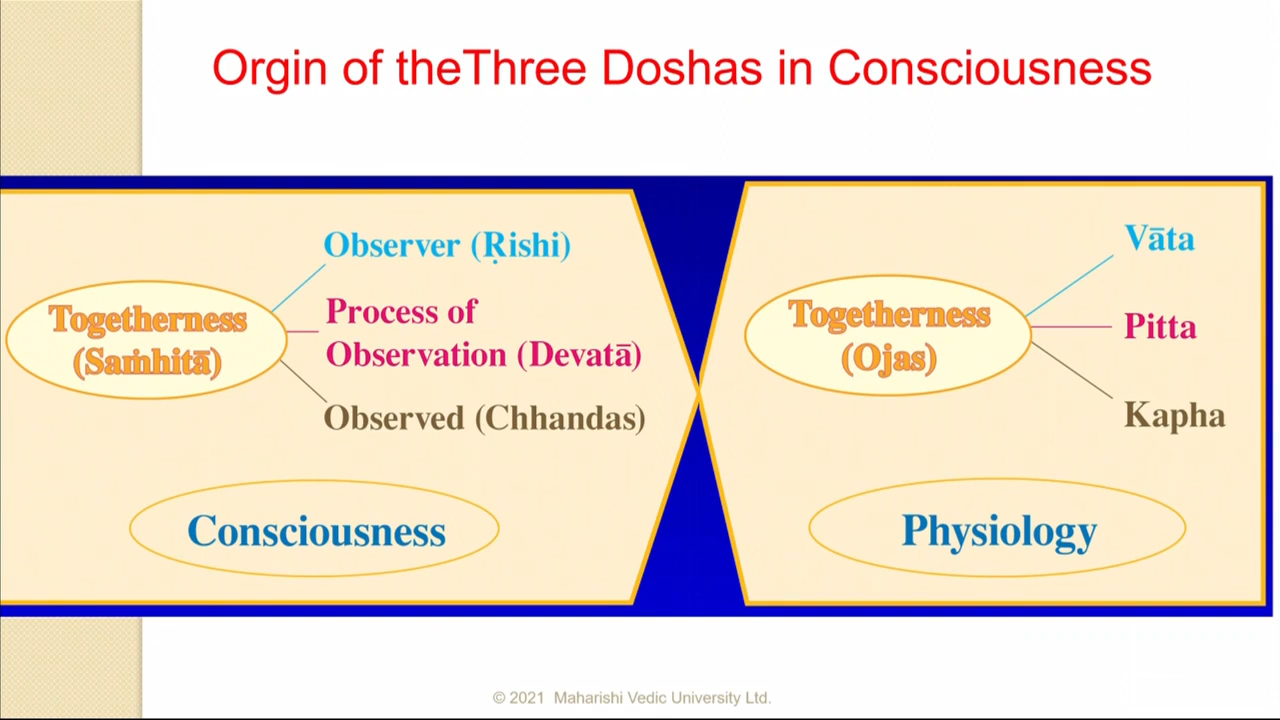 Orgin of theThree Doshas in Consciousness
Observer (Ṛishi)
Togetherness
(Saṁhitā)
Process of
Observation (Devatā)
Observed (Chhandas)
Consciousness
Vāta
Togetherness
(Ojas)
Pitta
Kapha
Physiology
© 2021 Maharishi Vedic University Ltd.